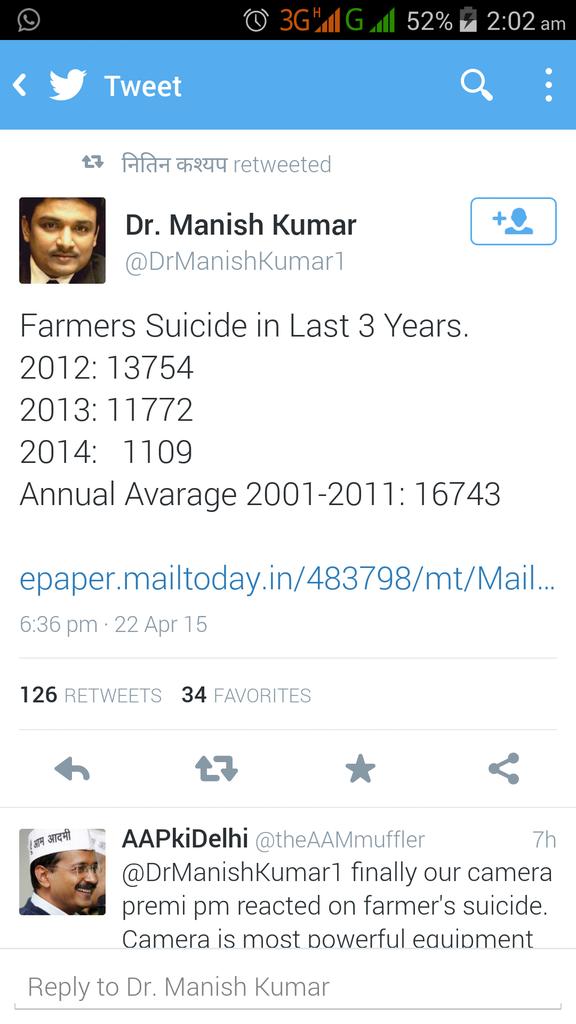 3G H G 52% 2:02 am
Tweet
नितिन कश्यप retweeted
Dr. Manish Kumar
@DrManishKumar1
Farmers Suicide in Last 3 Years.
2012: 13754
2013: 11772
2014: 1109
Annual Avarage 2001-2011: 16743
epaper.mailtoday.in/483798/mt/Mail...
6:36 pm · 22 Apr 15
126 RETWEETS 34 FAVORITES
आम आदमी
AAPkiDelhi @theAAMmuffler 7h
@DrManishKumar1 finally our camera
premi pm reacted on farmer's suicide.
Camera is most powerful equipment
Reply to Dr. Manish Kumar